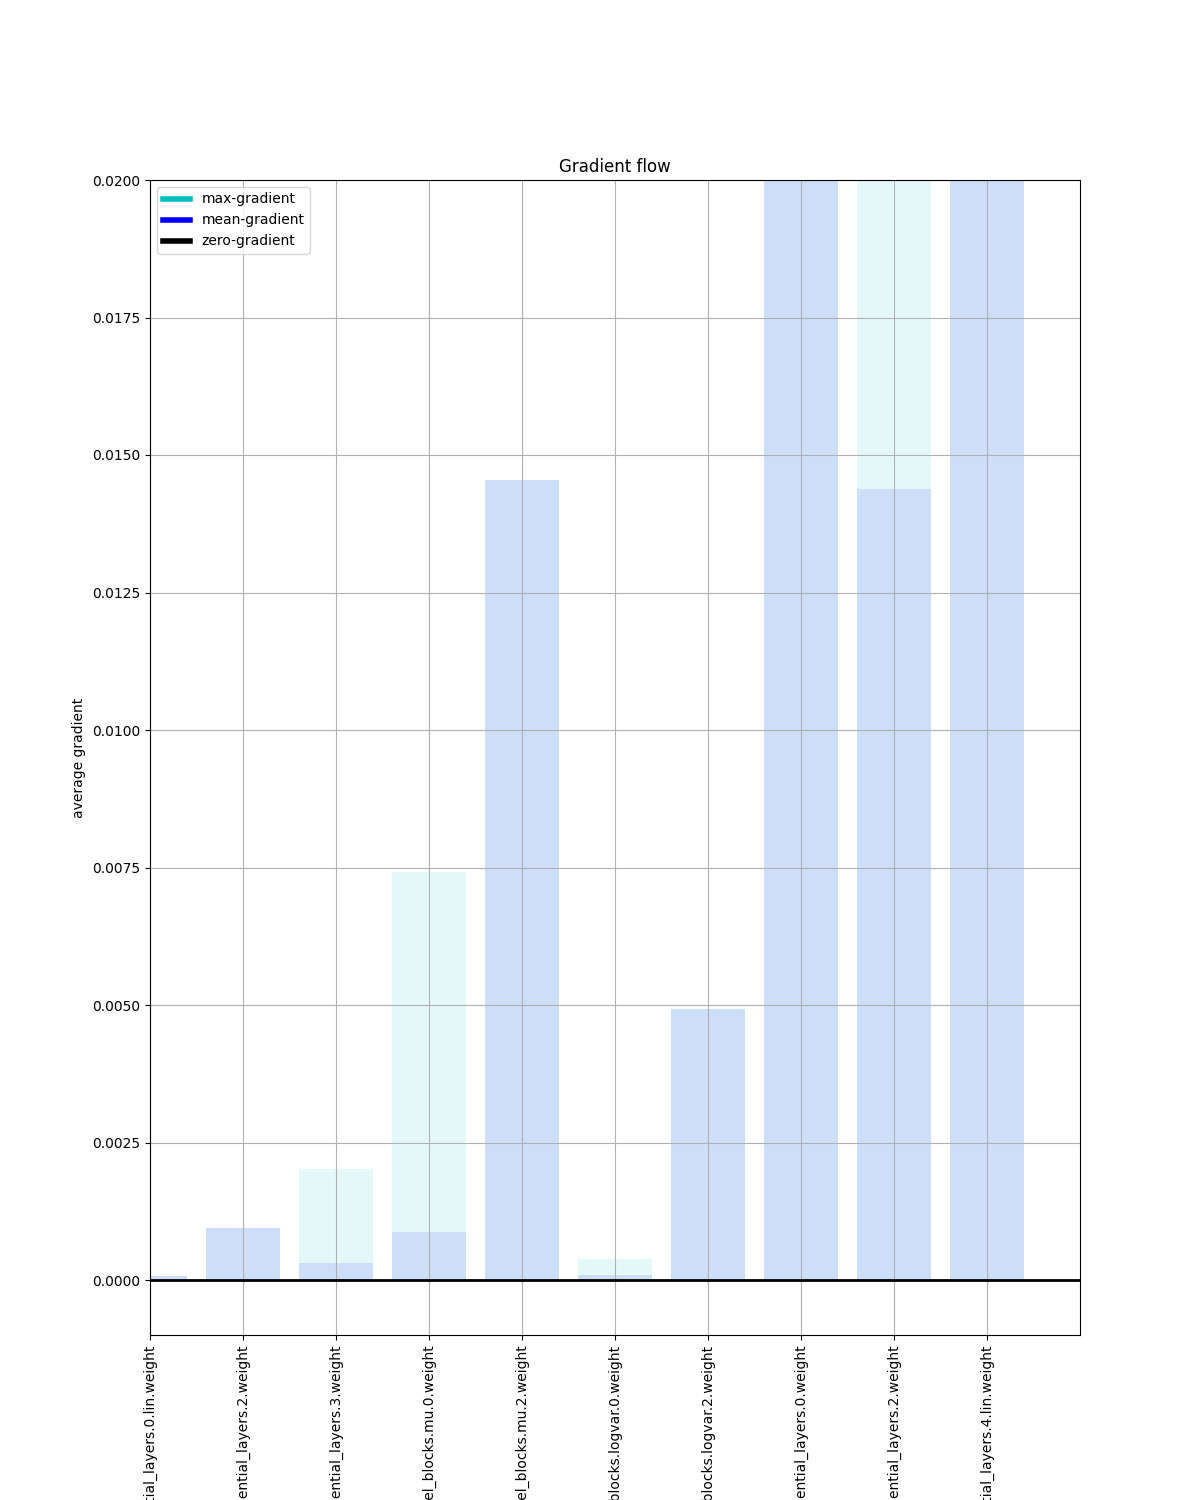 Gradient flow
max-gradient
mean-gradient
zero-gradient
average gradient
0.0200
0.0175
0.0150
0.0125
0.0100
0.0075
0.0050
0.0025
0.0000
tial_layers.0.lin.weight
ential_layers.2.weight
ential_layers.3.weight
el_blocks.mu.0.weight
el_blocks.mu.2.weight
blocks.logvar.0.weight
blocks.logvar.2.weight
ential_layers.0.weight
ential_layers.2.weight
tial_layers.4.lin.weight